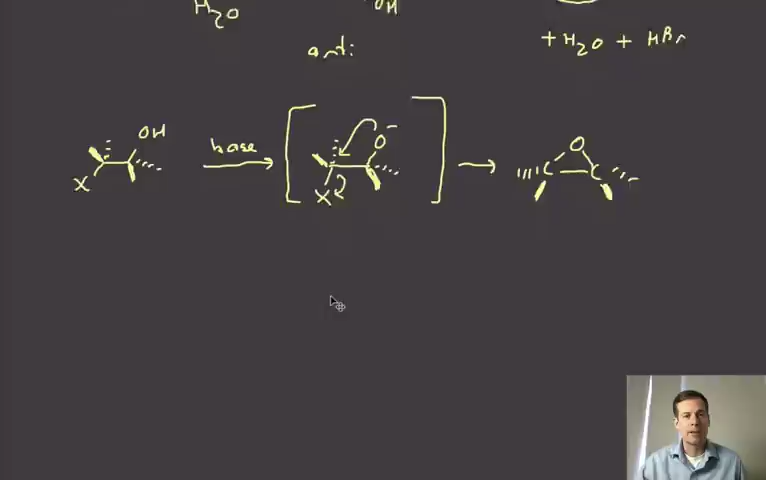 H2O
OH
anti
+ H2O + HBr
OH
X
base
O-
X
O
C
C